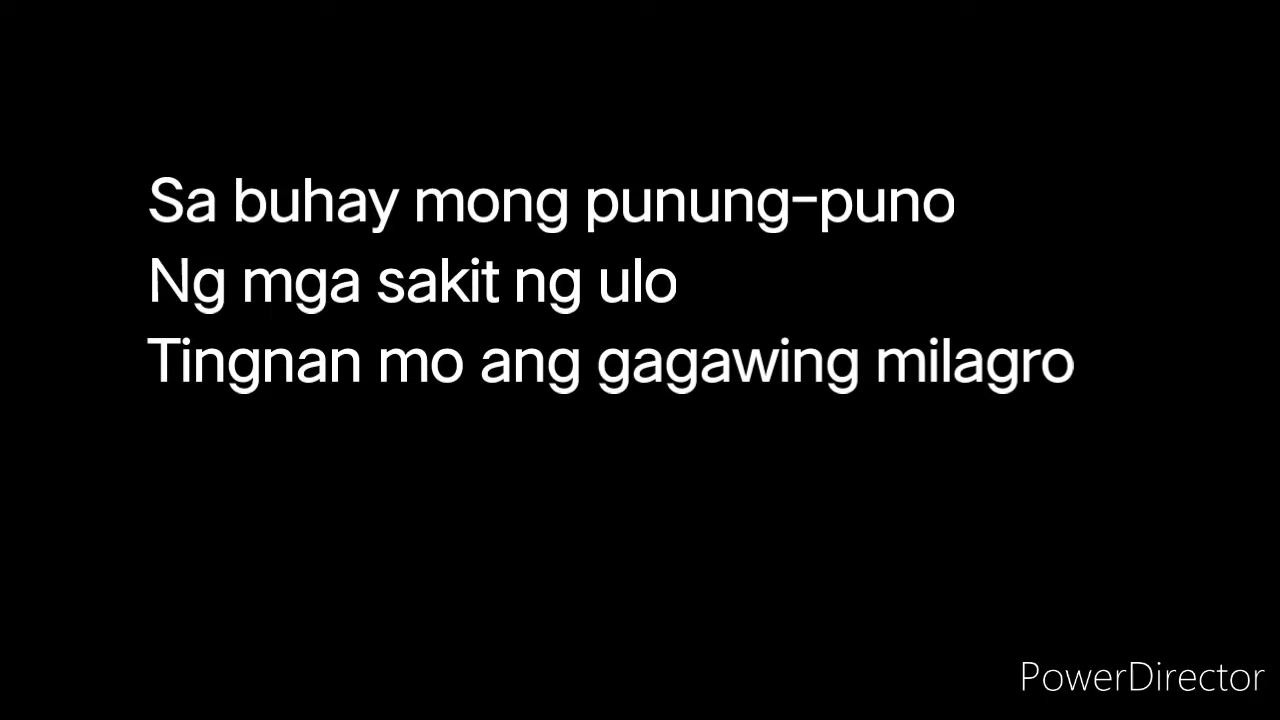 Sa buhay mong punung-puno
Ng mga sakit ng ulo
Tingnan mo ang gagawing milagro
PowerDirector